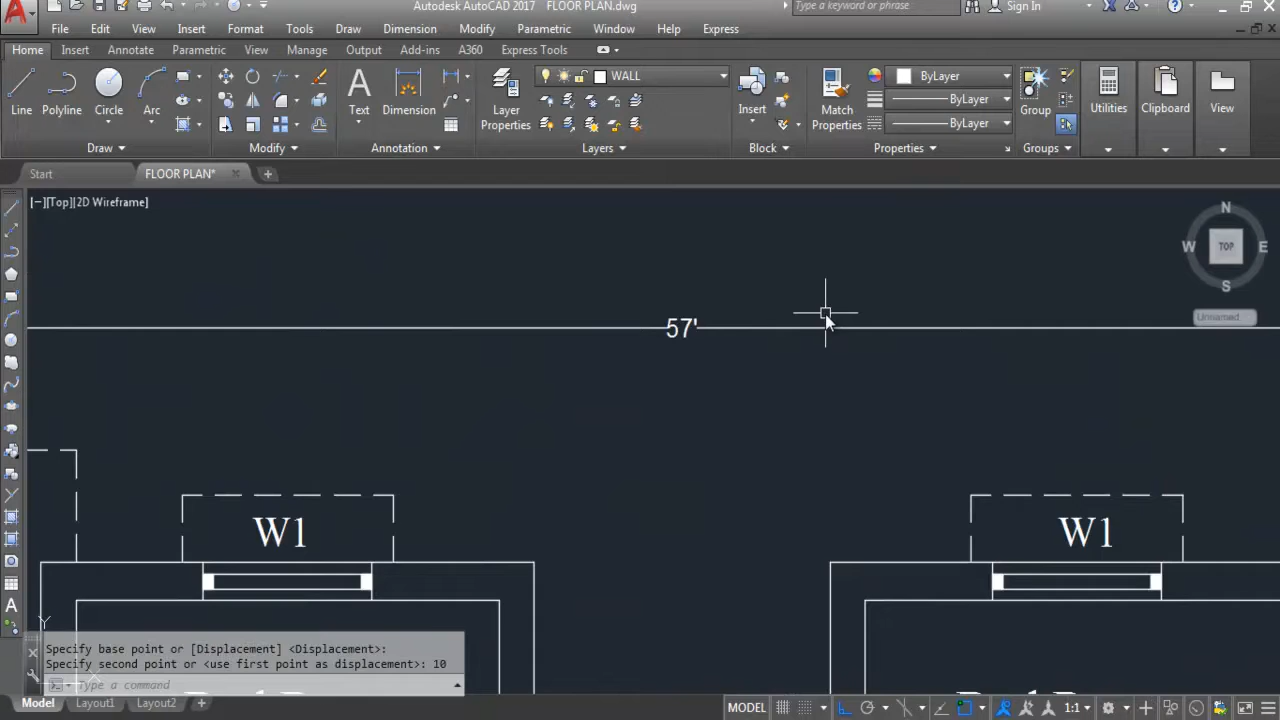 Autodesk AutoCAD 2017 FLOOR PLAN.dwg
Type a keyword or phrase
Sign In
File Edit View Insert Format Tools Draw Dimension Modify Parametric Window Help Express
Home Insert Annotate Parametric View Manage Output Add-ins A360 Express Tools
WALL
ByLayer
ByLayer
ByLayer
Line Polyline Circle Arc
Text Dimension
Layer Properties
Insert
Match Properties
Group
Utilities
Clipboard
View
Draw Modify Annotation Layers Block Properties Groups
Start FLOOR PLAN*
[−][Top][2D Wireframe]
N
W TOP E
S
Unnamed
57'
W1 W1
Y
X
Specify base point or [Displacement] <Displacement>:
Specify second point or <use first point as displacement>: 10
Type a command
Model Layout1 Layout2
MODEL 1:1